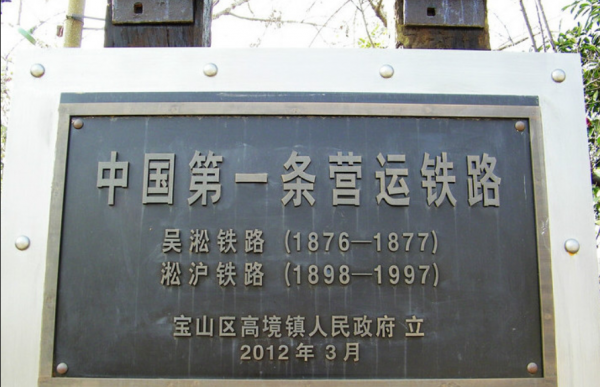 中国第一条营运铁路
吴淞铁路 (1876—1877)
淞沪铁路 (1898—1997)
宝山区高境镇人民政府 立
2012 年 3 月